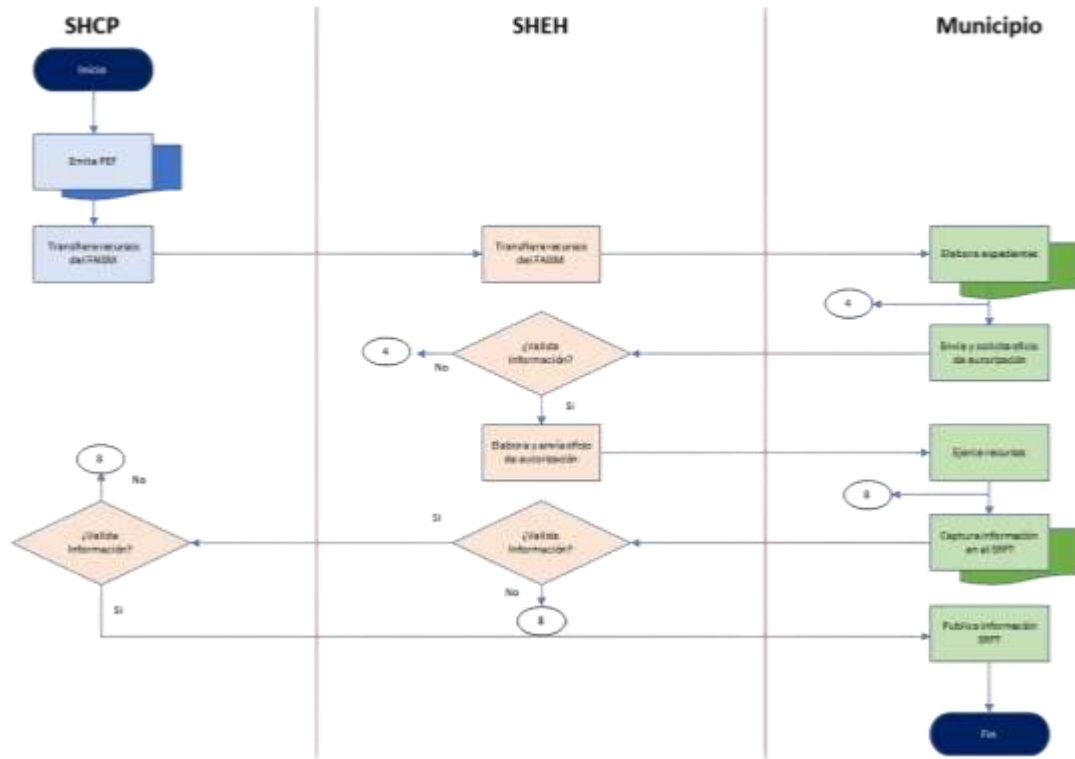 SHCP
SHEH
Municipio
Inicio
Emite PEF
Transfiere recursos
del FAISM
Transfiere recursos
del FAISM
Elabora expedientes
4
¿Valida
información?
4
No
Envía y solicita oficio
de autorización
Si
Elabora y envía oficio
de autorización
Ejerce recursos
8
No
8
Si
¿Valida
información?
¿Valida
información?
Captura información
en el SRFT
No
8
Si
Publica información
SRFT
Fin